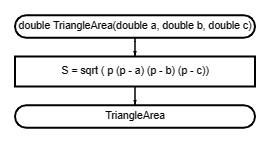 double TriangleArea(double a, double b, double c)
S = sqrt ( p (p - a) (p - b) (p - c))
TriangleArea